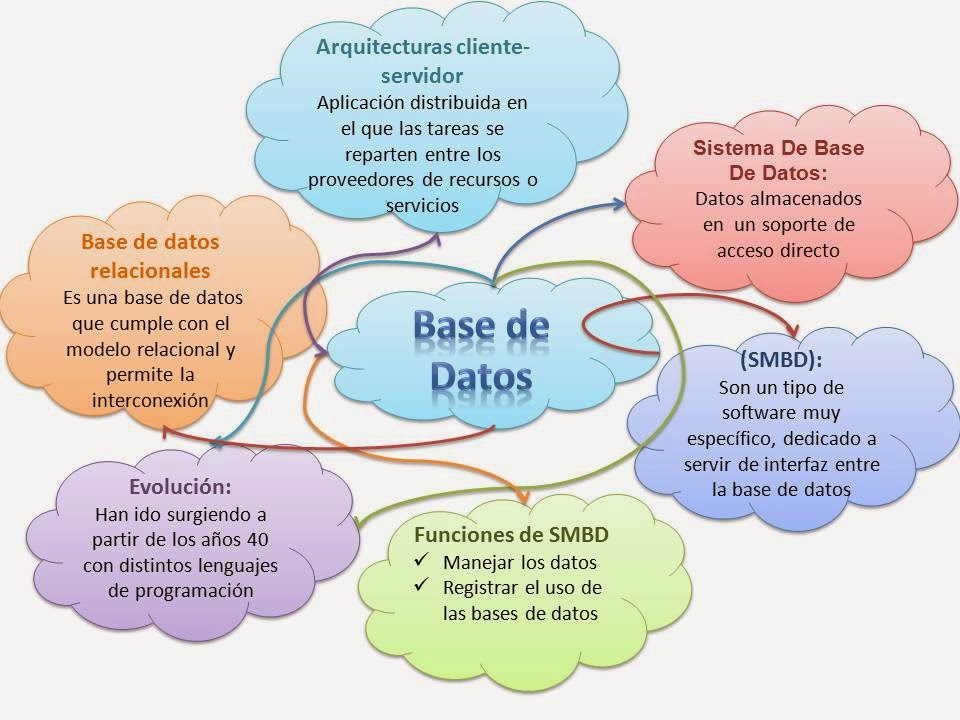 Arquitecturas cliente-
servidor
Aplicación distribuida en
el que las tareas se
reparten entre los
proveedores de recursos o
servicios
Sistema De Base
De Datos:
Datos almacenados
en un soporte de
acceso directo
Base de datos
relacionales
Es una base de datos
que cumple con el
modelo relacional y
permite la
interconexión
Base de
Datos
(SMBD):
Son un tipo de
software muy
específico, dedicado a
servir de interfaz entre
la base de datos
Evolución:
Han ido surgiendo a
partir de los años 40
con distintos lenguajes
de programación
Funciones de SMBD
✓ Manejar los datos
✓ Registrar el uso de
las bases de datos